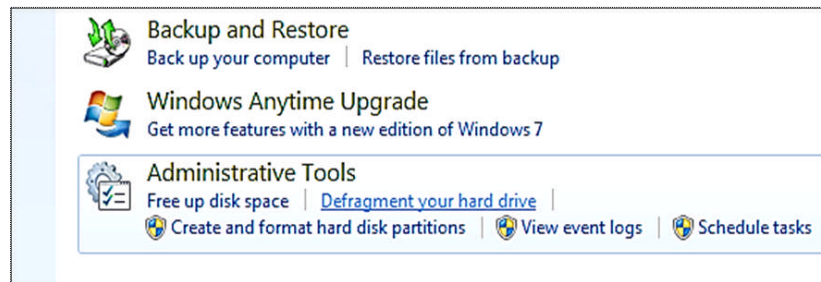 Backup and Restore
Back up your computer | Restore files from backup
Windows Anytime Upgrade
Get more features with a new edition of Windows 7
Administrative Tools
Free up disk space | Defragment your hard drive |
Create and format hard disk partitions | View event logs | Schedule tasks